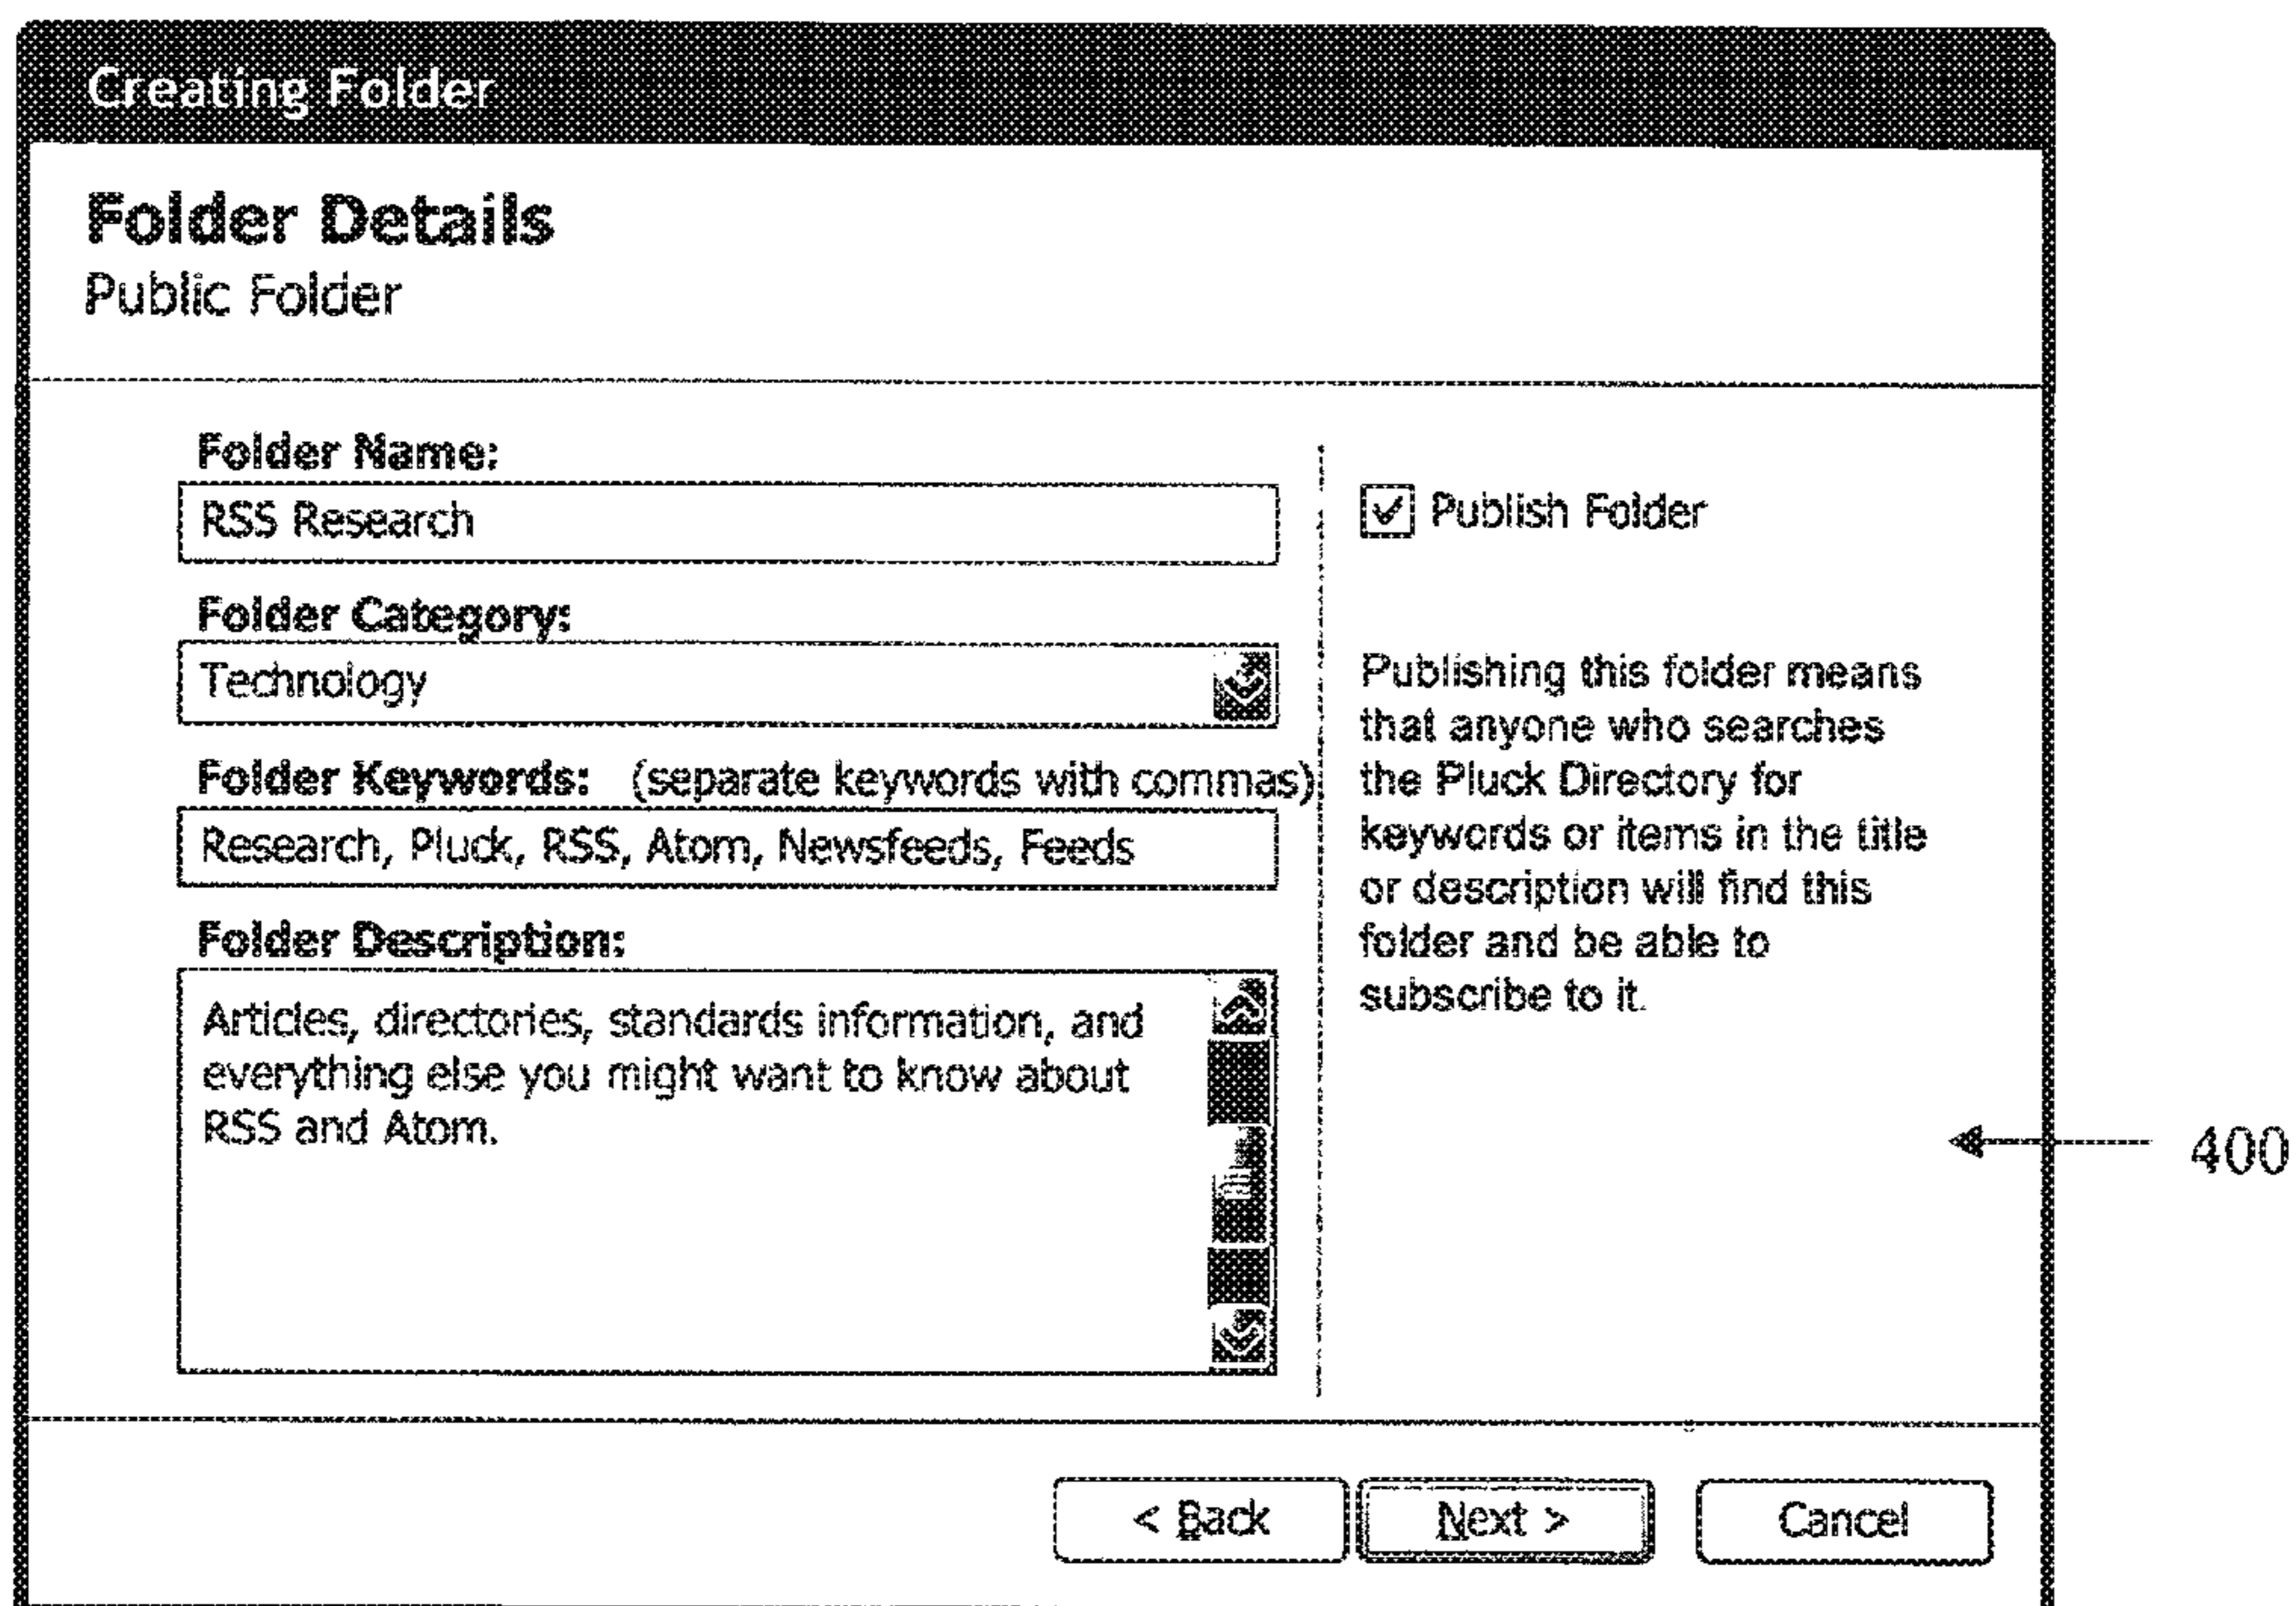 Creating Folder
Folder Details
Public Folder
Folder Name:
RSS Research
Folder Category:
Technology
Folder Keywords: (separate keywords with commas)
Research, Pluck, RSS, Atom, Newsfeeds, Feeds
Folder Description:
Articles, directories, standards information, and
everything else you might want to know about
RSS and Atom.
Publish Folder
Publishing this folder means
that anyone who searches
the Pluck Directory for
keywords or items in the title
or description will find this
folder and be able to
subscribe to it.
400
< Back
Next >
Cancel